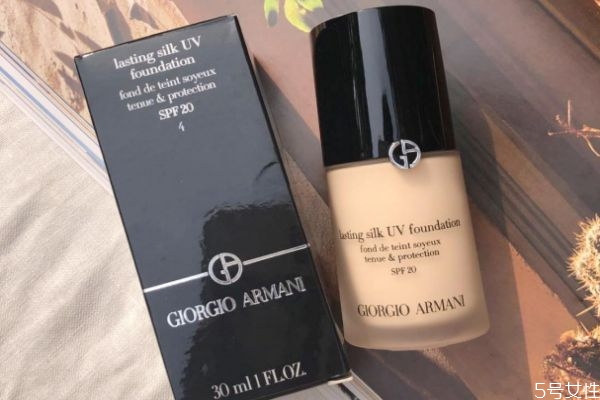 lasting silk UV
foundation
fond de teint soyeux
tenue & protection
SPF 20
4
GIORGIO ARMANI
30 ml 1 FL.OZ.
lasting silk UV foundation
fond de teint soyeux
tenue & protection
SPF 20
GIORGIO ARMANI
5号女性